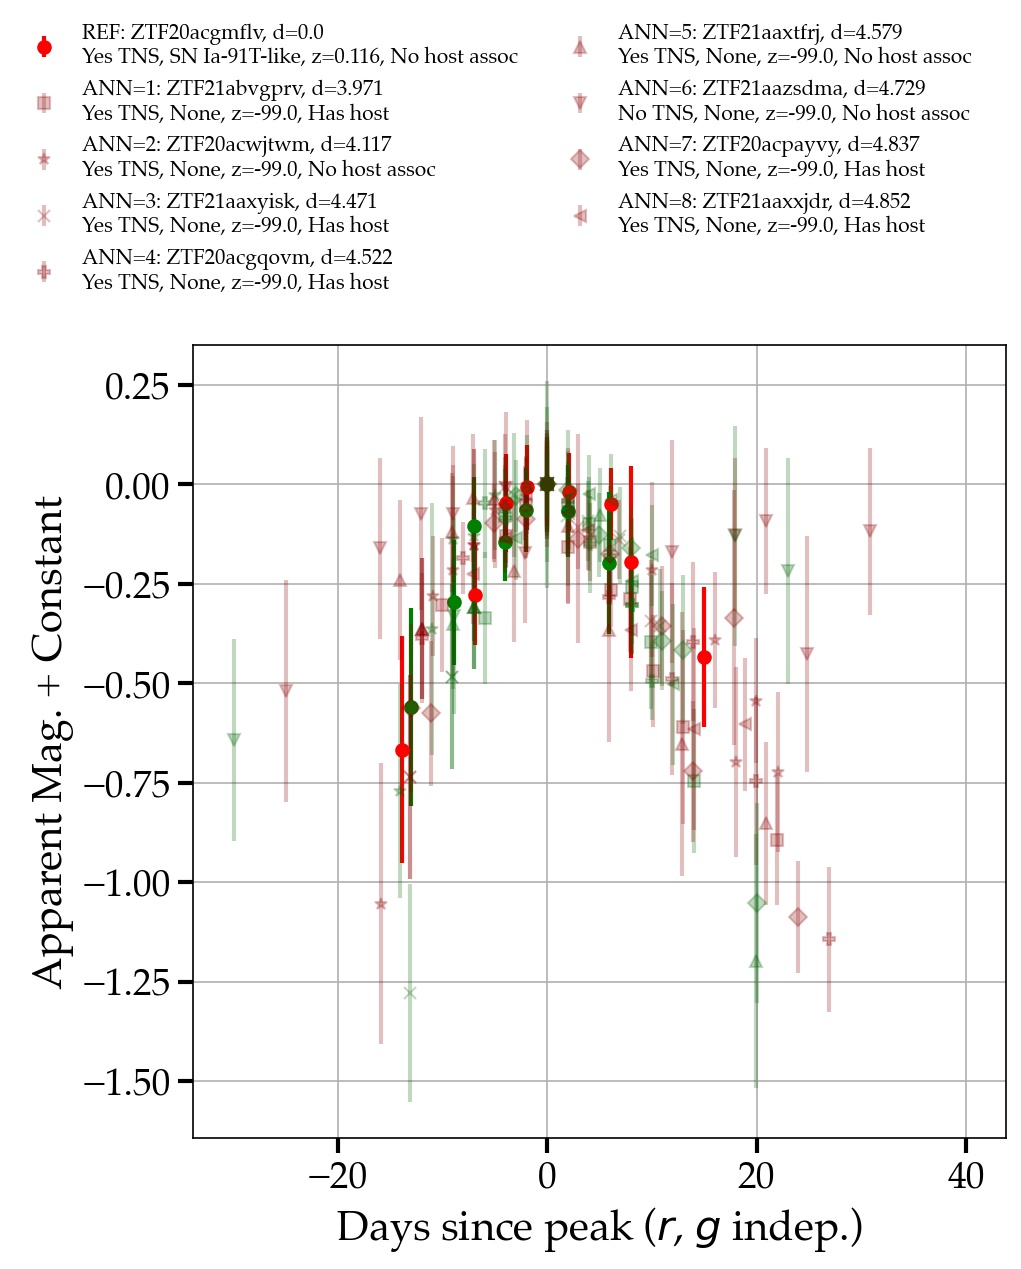 REF: ZTF20acgmflv, d=0.0
Yes TNS, SN Ia-91T-like, z=0.116, No host assoc
ANN=1: ZTF21abvgprv, d=3.971
Yes TNS, None, z=-99.0, Has host
ANN=2: ZTF20acwjtwm, d=4.117
Yes TNS, None, z=-99.0, No host assoc
ANN=3: ZTF21aaxyisk, d=4.471
Yes TNS, None, z=-99.0, Has host
ANN=4: ZTF20acgqovm, d=4.522
Yes TNS, None, z=-99.0, Has host
ANN=5: ZTF21aaxtfrj, d=4.579
Yes TNS, None, z=-99.0, No host assoc
ANN=6: ZTF21aazsdma, d=4.729
No TNS, None, z=-99.0, No host assoc
ANN=7: ZTF20acpayvy, d=4.837
Yes TNS, None, z=-99.0, Has host
ANN=8: ZTF21aaxxjdr, d=4.852
Yes TNS, None, z=-99.0, Has host
Apparent Mag. + Constant
0.25
0.00
−0.25
−0.50
−0.75
−1.00
−1.25
−1.50
−20
0
20
40
Days since peak (r, g indep.)